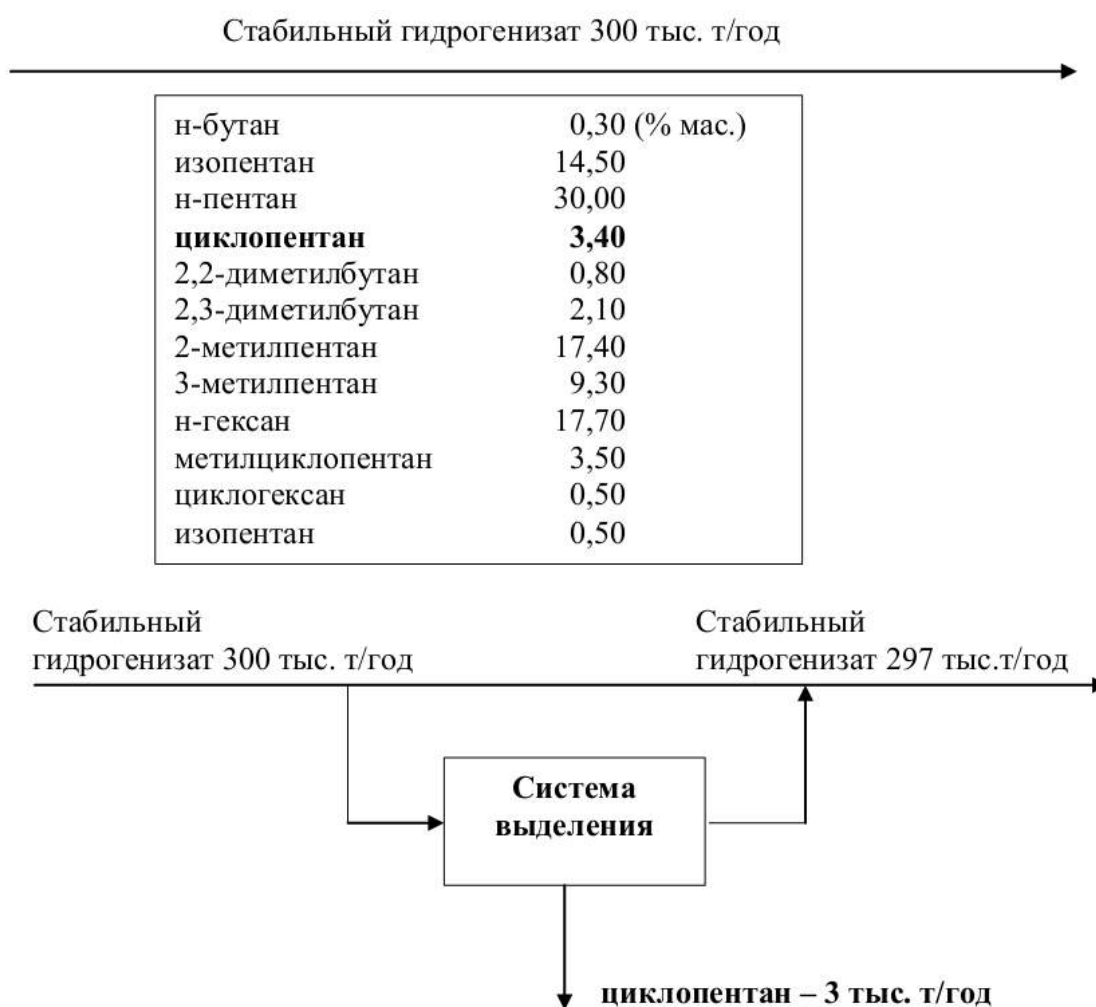 Стабильный гидрогенизат 300 тыс. т/год
н-бутан 0,30 (% мас.)
изопентан 14,50
н-пентан 30,00
циклопентан 3,40
2,2-диметилбутан 0,80
2,3-диметилбутан 2,10
2-метилпентан 17,40
3-метилпентан 9,30
н-гексан 17,70
метилциклопентан 3,50
циклогексан 0,50
изопентан 0,50
Стабильный
гидрогенизат 300 тыс. т/год
Стабильный
гидрогенизат 297 тыс.т/год
Система
выделения
циклопентан – 3 тыс. т/год